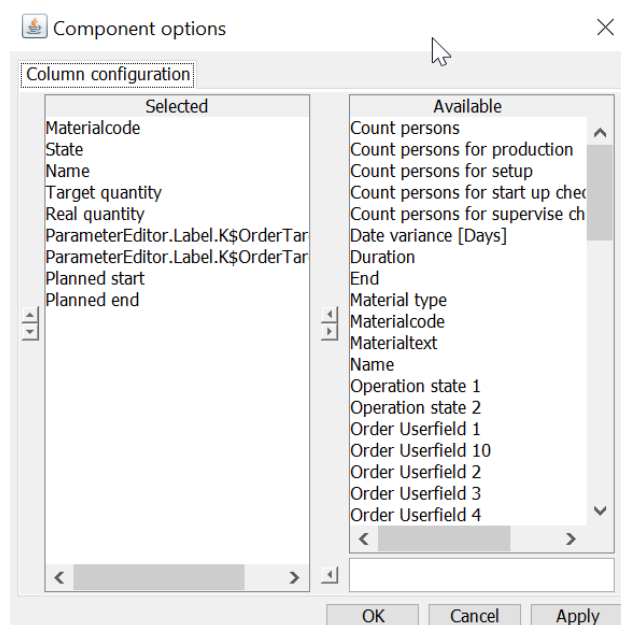 Component options
Column configuration
Selected
Materialcode
State
Name
Target quantity
Real quantity
ParameterEditor.Label.K$OrderTar
ParameterEditor.Label.K$OrderTar
Planned start
Planned end
Available
Count persons
Count persons for production
Count persons for setup
Count persons for start up chec
Count persons for supervise ch
Date variance [Days]
Duration
End
Material type
Materialcode
Materialtext
Name
Operation state 1
Operation state 2
Order Userfield 1
Order Userfield 10
Order Userfield 2
Order Userfield 3
Order Userfield 4
OK Cancel Apply